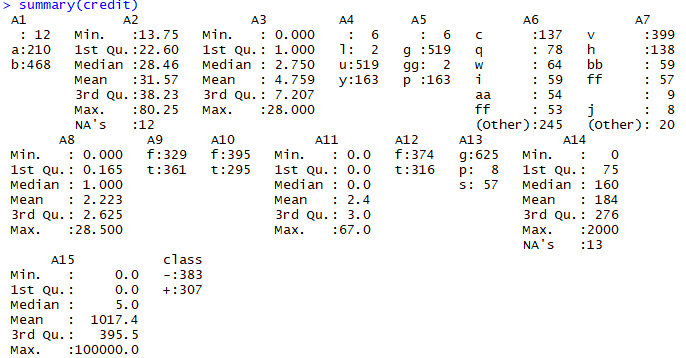 > summary(credit)
A1 A2 A3 A4 A5 A6 A7
: 12 Min. :13.75 Min. : 0.000 : 6 : 6 c :137 v :399
a:210 1st Qu.:22.60 1st Qu.: 1.000 l: 2 g :519 q : 78 h :138
b:468 Median :28.46 Median : 2.750 u:519 gg: 2 w : 64 bb : 59
Mean :31.57 Mean : 4.759 y:163 p :163 i : 59 ff : 57
3rd Qu.:38.23 3rd Qu.: 7.207 aa : 54 : 9
Max. :80.25 Max. :28.000 ff : 53 j : 8
NA's :12 (Other):245 (Other): 20
A8 A9 A10 A11 A12 A13 A14
Min. : 0.000 f:329 f:395 Min. : 0.0 f:374 g:625 Min. : 0
1st Qu.: 0.165 t:361 t:295 1st Qu.: 0.0 t:316 p: 8 1st Qu.: 75
Median : 1.000 Median : 0.0 s: 57 Median : 160
Mean : 2.223 Mean : 2.4 Mean : 184
3rd Qu.: 2.625 3rd Qu.: 3.0 3rd Qu.: 276
Max. :28.500 Max. :67.0 Max. :2000
NA's :13
A15 class
Min. : 0.0 -:383
1st Qu.: 0.0 +:307
Median : 5.0
Mean : 1017.4
3rd Qu.: 395.5
Max. :100000.0